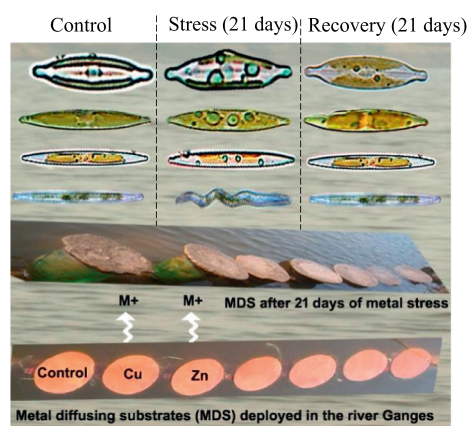 Control Stress (21 days) Recovery (21 days)
M+ M+ MDS after 21 days of metal stress
Control Cu Zn
Metal diffusing substrates (MDS) deployed in the river Ganges